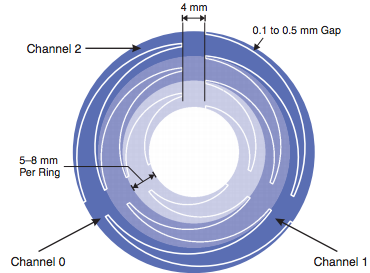 4 mm
0.1 to 0.5 mm Gap
Channel 2
5–8 mm
Per Ring
Channel 0
Channel 1